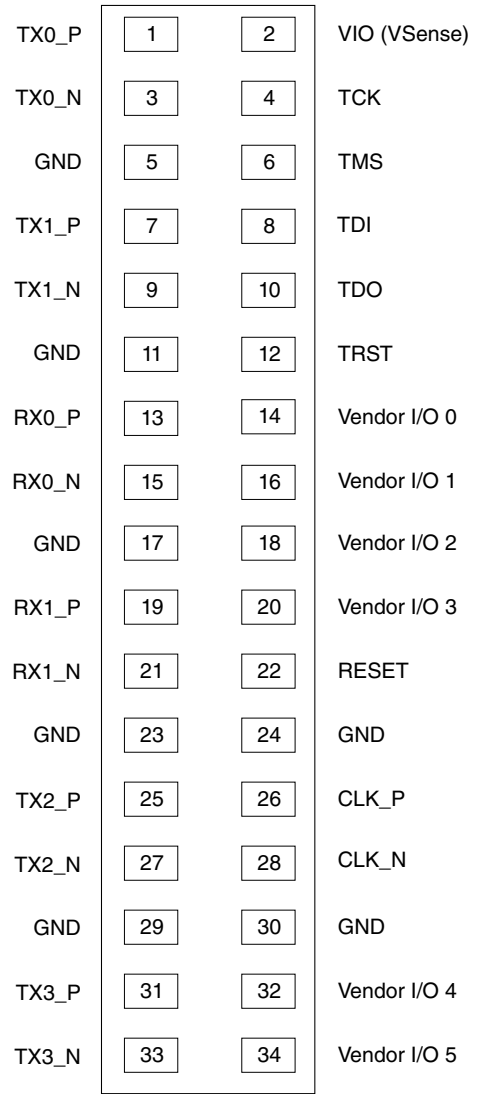 TX0_P 1 2 VIO (VSense)
TX0_N 3 4 TCK
GND 5 6 TMS
TX1_P 7 8 TDI
TX1_N 9 10 TDO
GND 11 12 TRST
RX0_P 13 14 Vendor I/O 0
RX0_N 15 16 Vendor I/O 1
GND 17 18 Vendor I/O 2
RX1_P 19 20 Vendor I/O 3
RX1_N 21 22 RESET
GND 23 24 GND
TX2_P 25 26 CLK_P
TX2_N 27 28 CLK_N
GND 29 30 GND
TX3_P 31 32 Vendor I/O 4
TX3_N 33 34 Vendor I/O 5